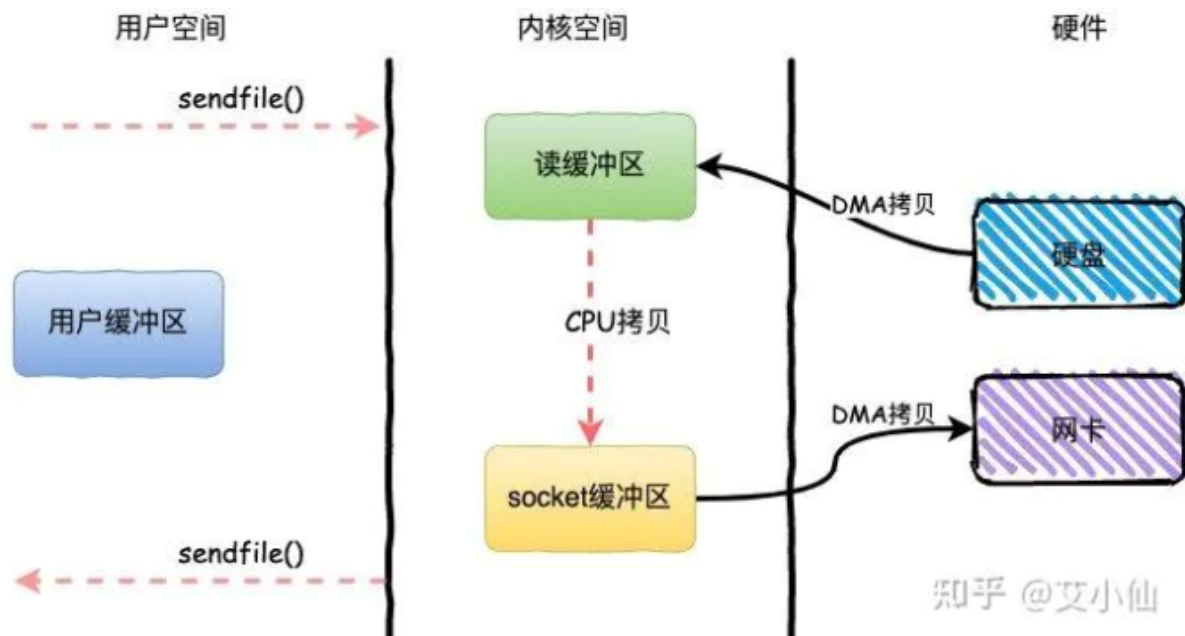 用户空间
内核空间
硬件
sendfile()
读缓冲区
DMA拷贝
硬盘
用户缓冲区
CPU拷贝
DMA拷贝
网卡
socket缓冲区
sendfile()
知乎 @艾小仙